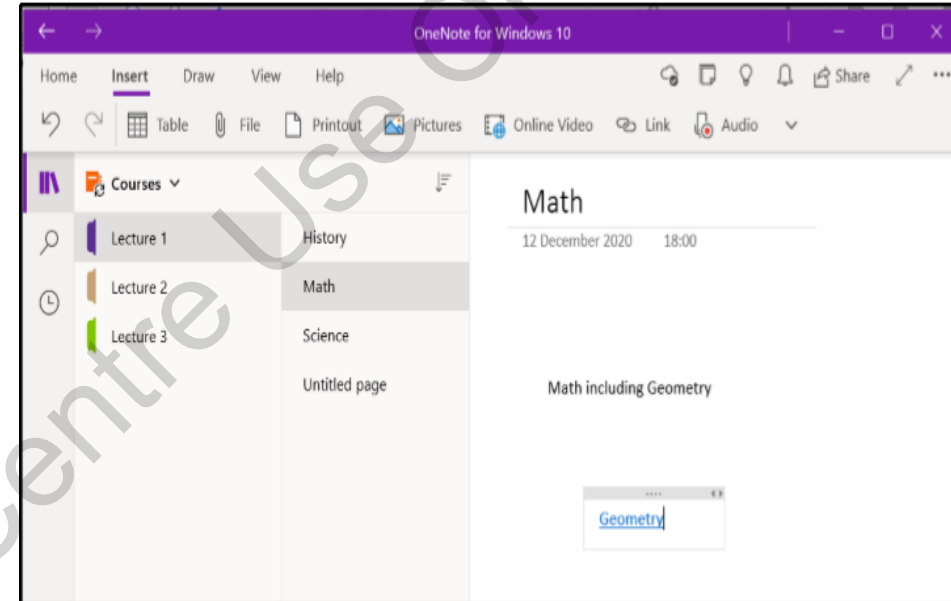 OneNote for Windows 10
Home Insert Draw View Help Share
Table File Printout Pictures Online Video Link Audio
Courses
Lecture 1
Lecture 2
Lecture 3
History
Math
Science
Untitled page
Math
12 December 2020 18:00
Math including Geometry
Geometry
Centre Use